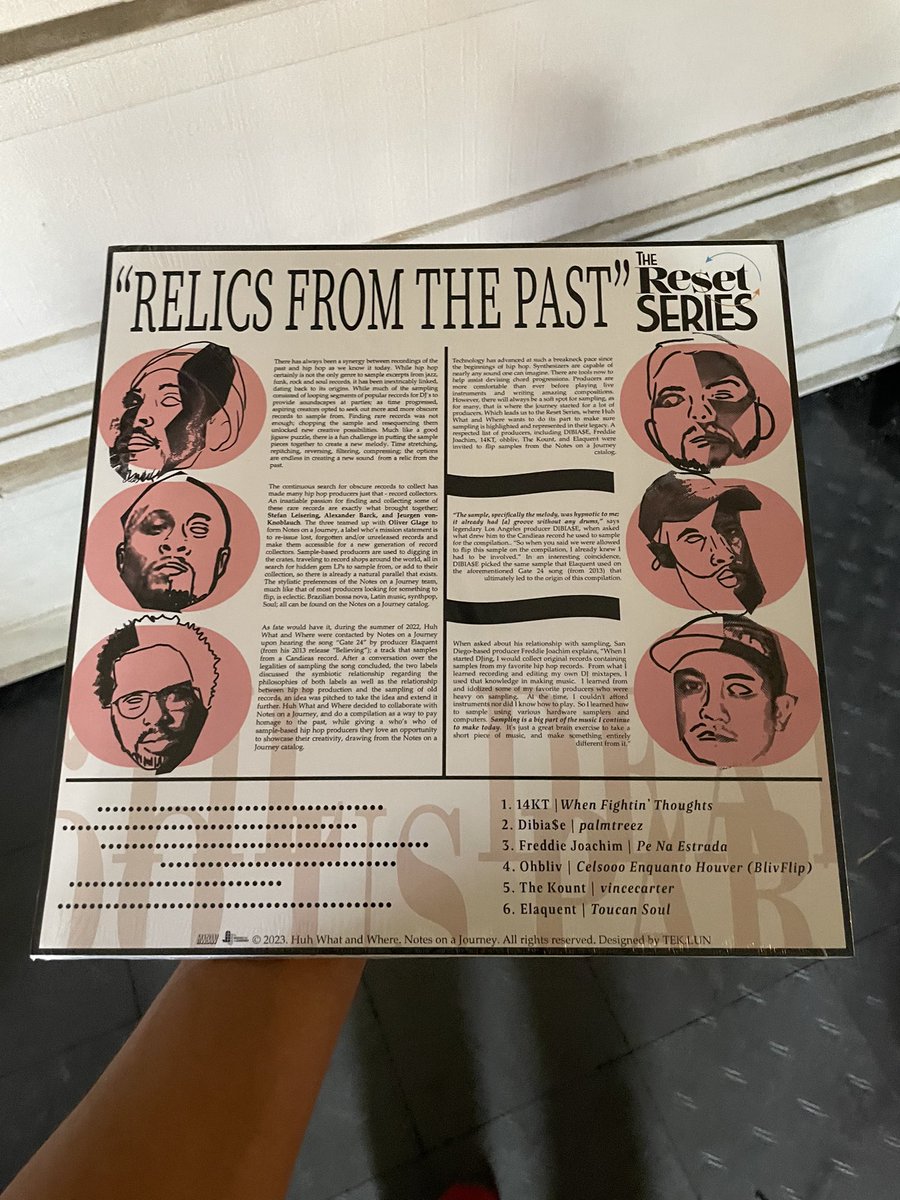 “RELICS FROM THE PAST”
THE
Reset
SERIES
There has always been a synergy between recordings of the
past and hip hop as we know it today. While hip hop
certainly is not the only genre to sample excerpts from jazz,
funk, rock and soul records, it has been inextricably linked,
dating back to its origins. While much of the sampling
consisted of looping segments of popular records for DJ's to
provide soundscapes at parties, as time progressed,
aspiring creators opted to seek out more and more obscure
records to sample from. Finding rare records was not
enough; chopping the sample and resequencing them
unlocked new creative possibilities. Much like a good
jigsaw puzzle, there is a fun challenge in putting the sample
pieces together to create a new melody. Time stretching,
repitching, reversing, filtering, compressing; the options
are endless in creating a new sound from a relic from the
past.
The continuous search for obscure records to collect has
made many hip hop producers just that - record collectors.
An insatiable passion for finding and collecting some of
these rare records are exactly what brought together;
Stefan Leisering, Alexander Barck, and Juergen von-
Knoblauch. The three teamed up with Oliver Glage to
form Notes on a Journey, a label who's mission statement is
to re-issue lost, forgotten and/or unreleased records and
make them accessible for a new generation of record
collectors. Sample-based producers are used to digging in
the crates, traveling to record shops around the world, all in
search for hidden gem LPs to sample from, or add to their
collection, so there is already a natural parallel that exists.
The stylistic preferences of the Notes on a Journey team,
much like that of most producers looking for something to
flip, is eclectic. Brazilian bossa nova, Latin music, synthpop,
Soul; all can be found on the Notes on a Journey catalog.
As fate would have it, during the summer of 2022, Huh
What and Where were contacted by Notes on a Journey
upon hearing the song “Gate 24” by producer Elaquent
(from his 2013 release “Believing”); a track that samples
from a Candieas record. After a conversation over the
legalities of sampling the song concluded, the two labels
discussed the symbiotic relationship regarding the
philosophies of both labels as well as the relationship
between hip hop production and the sampling of old
records, an idea was pitched to take the idea and extend it
further. Huh What and Where decided to collaborate with
Notes on a Journey, and do a compilation as a way to pay
homage to the past, while giving a who's who of
sample-based hip hop producers they love an opportunity
to showcase their creativity, drawing from the Notes on a
Journey catalog.
Technology has advanced at such a breakneck pace since
the beginnings of hip hop. Synthesizers are capable of
nearly any sound one can imagine. There are tools now to
help assist devising chord progressions. Producers are
more comfortable than ever before playing live
instruments and writing amazing compositions.
However, there will always be a soft spot for sampling, as
for many, that is where the journey started for a lot of
producers. Which leads us to the Reset Series, where Huh
What and Where wants to do its part to make sure
sampling is highlighted and represented in their legacy. A
respected list of producers, including DIBIA$E, Freddie
Joachim, 14KT, ohbliv, The Kount, and Elaquent were
invited to flip samples from the Notes on a Journey
catalog.
“The sample, specifically the melody, was hypnotic to me;
it already had [a] groove without any drums,” says
legendary Los Angeles producer DIBIA$E, when asked
what drew him to the Candieas record he used to sample
for the compilation.. “So when you said we were allowed
to flip this sample on the compilation, I already knew I
had to be involved.” In an interesting coincidence,
DIBIA$E picked the same sample that Elaquent used on
the aforementioned Gate 24 song (from 2013) that
ultimately led to the origin of this compilation.
When asked about his relationship with sampling, San
Diego-based producer Freddie Joachim explains, “When I
started DJing, I would collect original records containing
samples from my favorite hip hop records. From what I
learned recording and editing my own DJ mixtapes, I
used that knowledge in making music. I learned from
and idolized some of my favorite producers who were
heavy on sampling. At the time, I couldn't afford
instruments nor did I know how to play. So I learned how
to sample using various hardware samplers and
computers. Sampling is a big part of the music I continue
to make today. It's just a great brain exercise to take a
short piece of music, and make something entirely
different from it.”
1. 14KT | When Fightin' Thoughts
2. Dibia$e | palmtreez
3. Freddie Joachim | Pe Na Estrada
4. Ohbliv | Celsooo Enquanto Houver (BlivFlip)
5. The Kount | vincecarter
6. Elaquent | Toucan Soul
© 2023. Huh What and Where. Notes on a Journey. All rights reserved. Designed by TEK.LUN